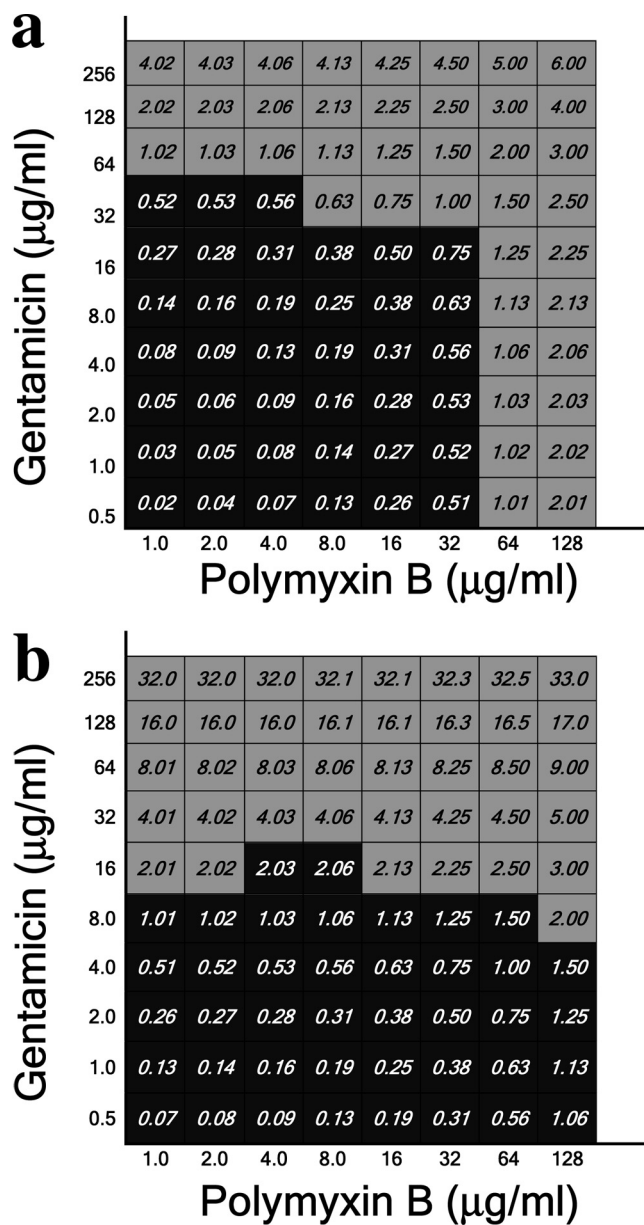 a
256 4.02 4.03 4.06 4.13 4.25 4.50 5.00 6.00
128 2.02 2.03 2.06 2.13 2.25 2.50 3.00 4.00
64 1.02 1.03 1.06 1.13 1.25 1.50 2.00 3.00
32 0.52 0.53 0.56 0.63 0.75 1.00 1.50 2.50
16 0.27 0.28 0.31 0.38 0.50 0.75 1.25 2.25
8.0 0.14 0.16 0.19 0.25 0.38 0.63 1.13 2.13
4.0 0.08 0.09 0.13 0.19 0.31 0.56 1.06 2.06
2.0 0.05 0.06 0.09 0.16 0.28 0.53 1.03 2.03
1.0 0.03 0.05 0.08 0.14 0.27 0.52 1.02 2.02
0.5 0.02 0.04 0.07 0.13 0.26 0.51 1.01 2.01
Gentamicin (μg/ml)
1.0 2.0 4.0 8.0 16 32 64 128
Polymyxin B (μg/ml)
b
256 32.0 32.0 32.0 32.1 32.1 32.3 32.5 33.0
128 16.0 16.0 16.0 16.1 16.1 16.3 16.5 17.0
64 8.01 8.02 8.03 8.06 8.13 8.25 8.50 9.00
32 4.01 4.02 4.03 4.06 4.13 4.25 4.50 5.00
16 2.01 2.02 2.03 2.06 2.13 2.25 2.50 3.00
8.0 1.01 1.02 1.03 1.06 1.13 1.25 1.50 2.00
4.0 0.51 0.52 0.53 0.56 0.63 0.75 1.00 1.50
2.0 0.26 0.27 0.28 0.31 0.38 0.50 0.75 1.25
1.0 0.13 0.14 0.16 0.19 0.25 0.38 0.63 1.13
0.5 0.07 0.08 0.09 0.13 0.19 0.31 0.56 1.06
Gentamicin (μg/ml)
1.0 2.0 4.0 8.0 16 32 64 128
Polymyxin B (μg/ml)